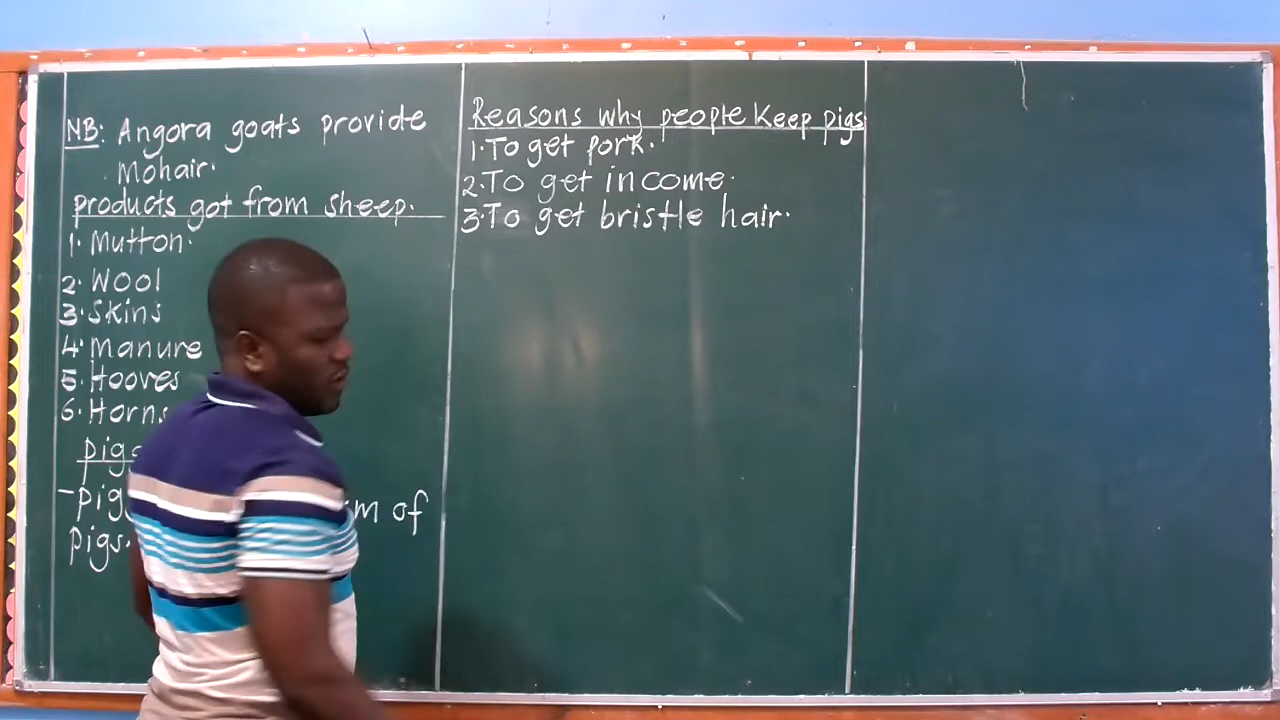 NB: Angora goats provide
Mohair.
products got from sheep.
1. Mutton.
2. Wool
3. Skins
4. Manure
5. Hooves
6. Horns
pigs
- of
pigs.
Reasons why people keep pigs
1. To get pork.
2. To get income.
3. To get bristle hair.